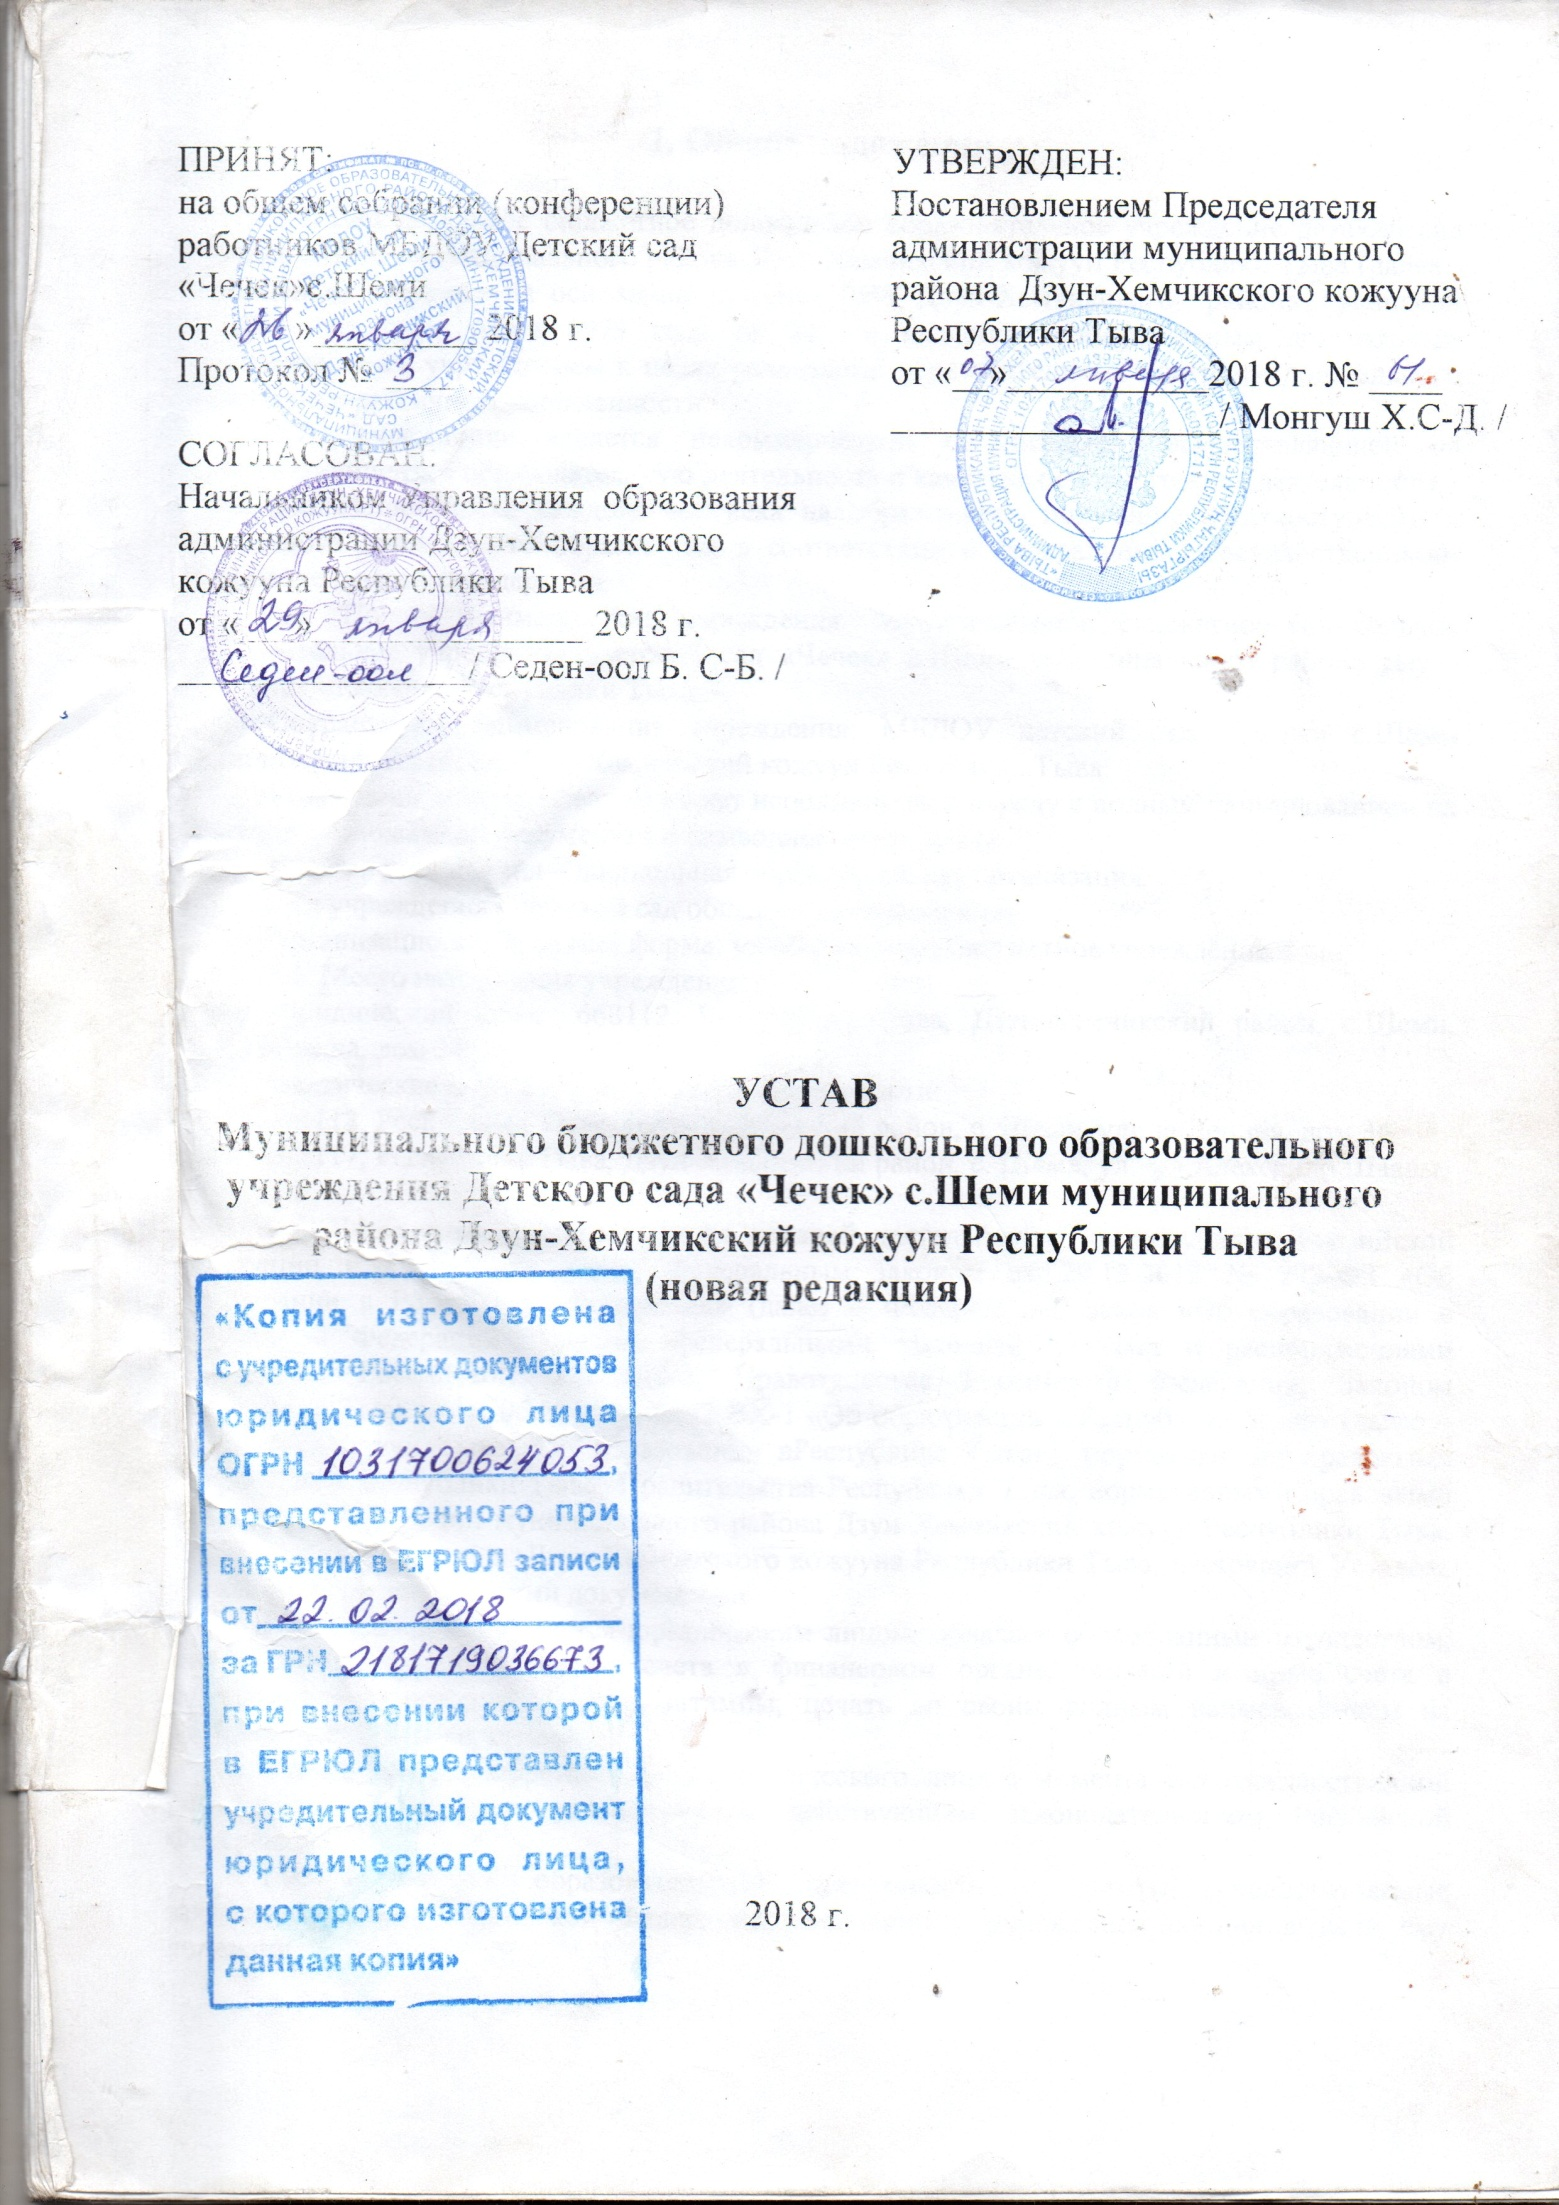 ПРИНЯТ:
на общем собрании (конференции)
работников МБДОУ Детский сад
«Чечек»с.Шеми
от «26» января 2018 г.
Протокол № 3
СОГЛАСОВАН:
Начальником Управления образования
администрации Дзун-Хемчикского
кожууна Республики Тыва
от «29» января 2018 г.
Седен-оол / Седен-оол Б. С-Б. /
УТВЕРЖДЕН:
Постановлением Председателя
администрации муниципального
района Дзун-Хемчикского кожууна
Республики Тыва
от « » января 2018 г. №
/ Монгуш Х.С-Д. /
УСТАВ
Муниципального бюджетного дошкольного образовательного
учреждения Детского сада «Чечек» с.Шеми муниципального
района Дзун-Хемчикский кожуун Республики Тыва
(новая редакция)
«Копия изготовлена
с учредительных документов
юридического лица
ОГРН 1031700624053,
представленного при
внесении в ЕГРЮЛ записи
от 22.02.2018
за ГРН 2181719036673,
при внесении которой
в ЕГРЮЛ представлен
учредительный документ
юридического лица,
с которого изготовлена
данная копия»
2018 г.